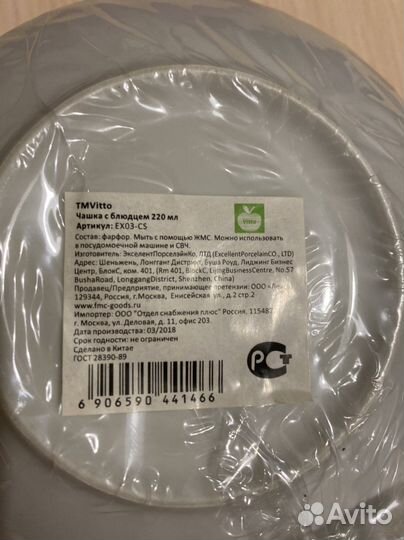 TMVitto
Чашка с блюдцем 220 мл
Артикул: EX03-CS
Vitto
Состав: фарфор. Мыть с помощью ЖМС. Можно использовать
в посудомоечной машине и СВЧ.
Изготовитель: ЭкселентПорселэйнКо, ЛТД (ExcellentPorcelainCO., LTD)
Адрес: Шеньжень, Лонгганг Дистрикт, Буша Роуд, Лиджинг Бизнес
Центр, БлокС, ком. 401, (Rm 401, BlockC, LijingBusinessCentre, No.57
BushaRoad, LonggangDistrict, Shenzhen, China)
Продавец/Предприятие, принимающее претензии: ООО
129344, Россия, г.Москва, Енисейская ул., д.2 стр.2
www.fmc-goods.ru
Импортер: ООО "Отдел снабжения плюс" Россия, 115487,
г. Москва, ул.Деловая, д. 11, офис 203.
Дата производства: 03/2018
Срок годности: не ограничен
Сделано в Китае
ГОСТ 28390-89
РСТ
6 906590 441466
Avito